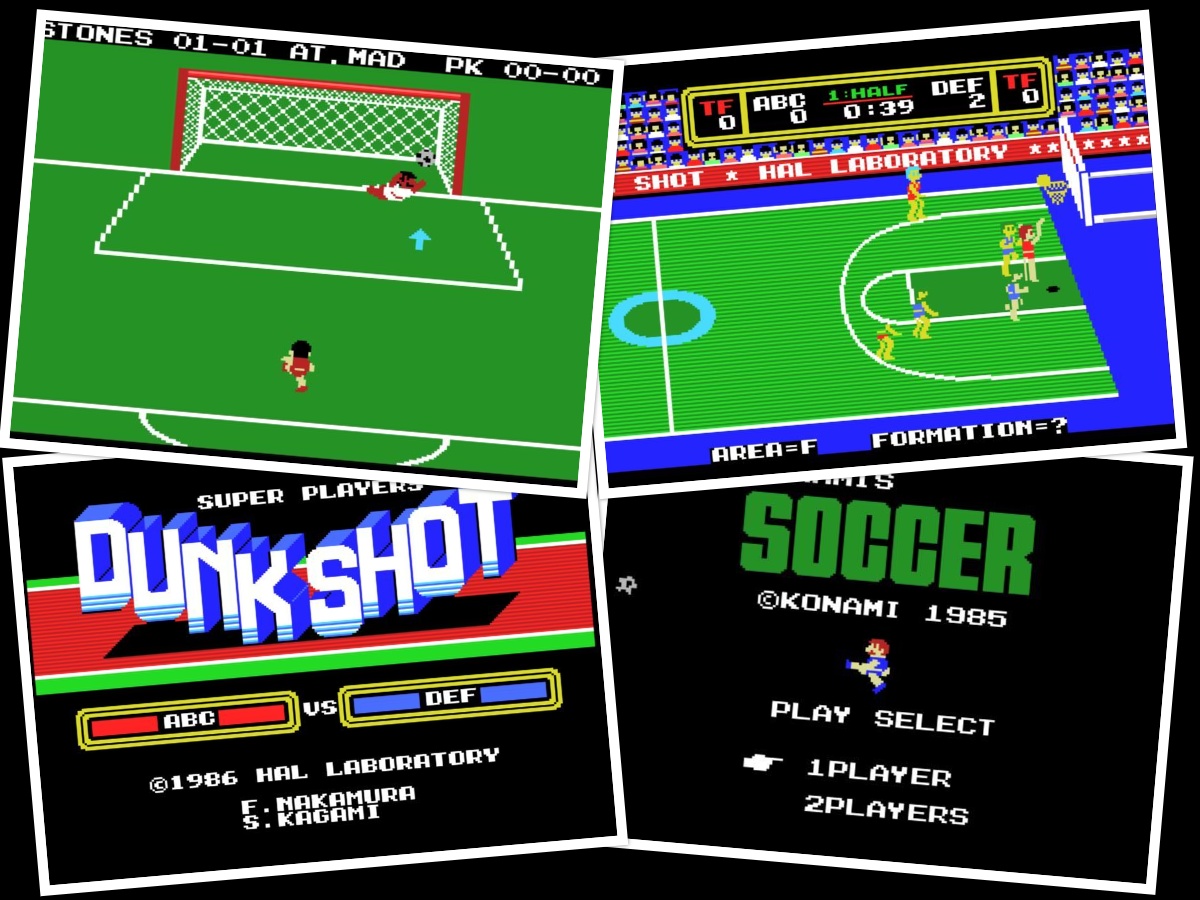 STONES 01-01 AT.MAD PK 00-00
TF ABC 1:HALF DEF TF
0 0 0:39 2 0
SHOT ★ HAL LABORATORY ★★★★★★
AREA=F FORMATION=?
SUPER PLAYERS
DUNKSHOT
ABC VS DEF
©1986 HAL LABORATORY
F.NAKAMURA
S.KAGAMI
SOCCER
©KONAMI 1985
PLAY SELECT
1PLAYER
2PLAYERS